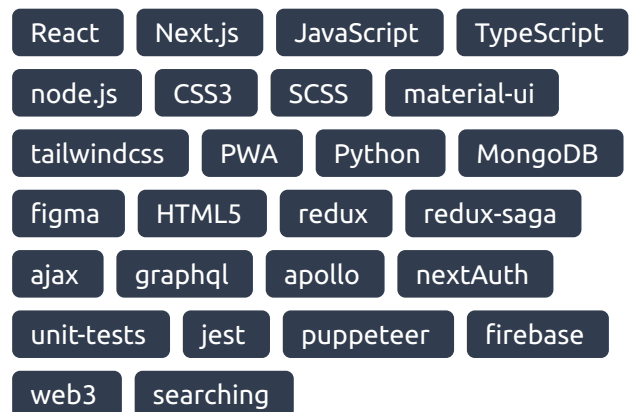 React Next.js JavaScript TypeScript
node.js CSS3 SCSS material-ui
tailwindcss PWA Python MongoDB
figma HTML5 redux redux-saga
ajax graphql apollo nextAuth
unit-tests jest puppeteer firebase
web3 searching